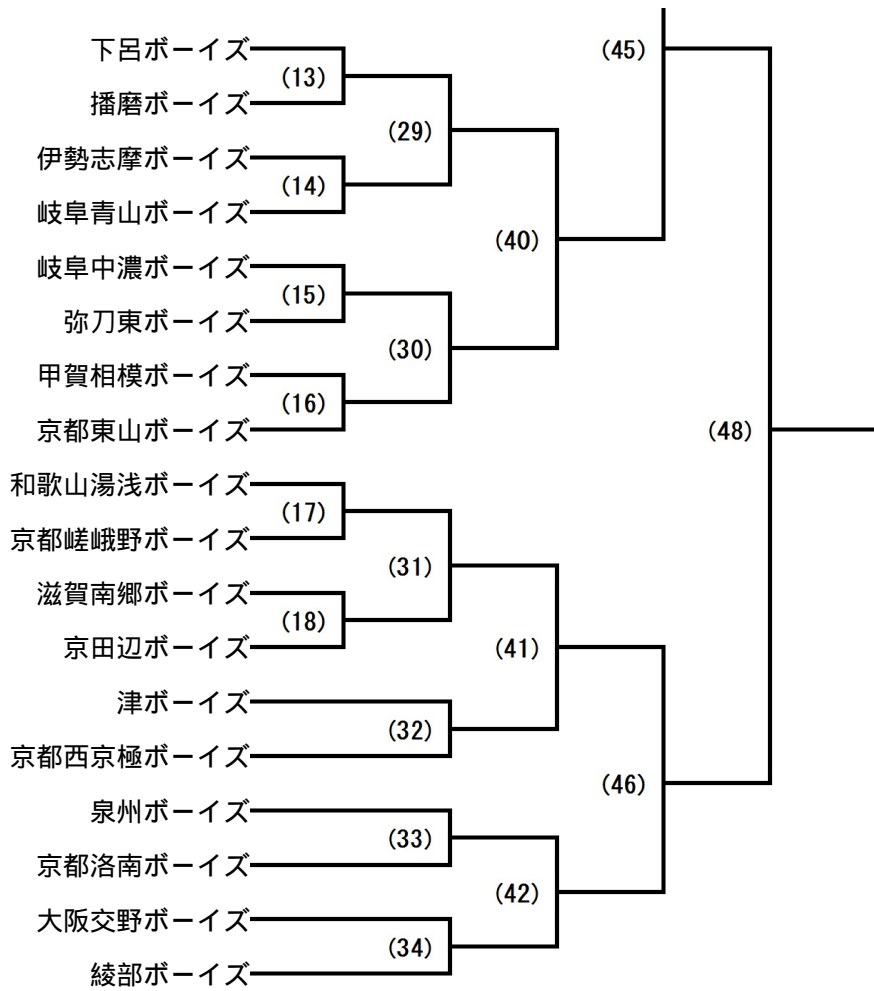 下呂ボーイズ
(45)
(13)
播磨ボーイズ
(29)
伊勢志摩ボーイズ
(14)
岐阜青山ボーイズ
(40)
岐阜中濃ボーイズ
(15)
弥刀東ボーイズ
(30)
甲賀相模ボーイズ
(16)
京都東山ボーイズ
(48)
和歌山湯浅ボーイズ
(17)
京都嵯峨野ボーイズ
(31)
滋賀南郷ボーイズ
(18)
京田辺ボーイズ
(41)
津ボーイズ
(32)
京都西京極ボーイズ
(46)
泉州ボーイズ
(33)
京都洛南ボーイズ
(42)
大阪交野ボーイズ
(34)
綾部ボーイズ